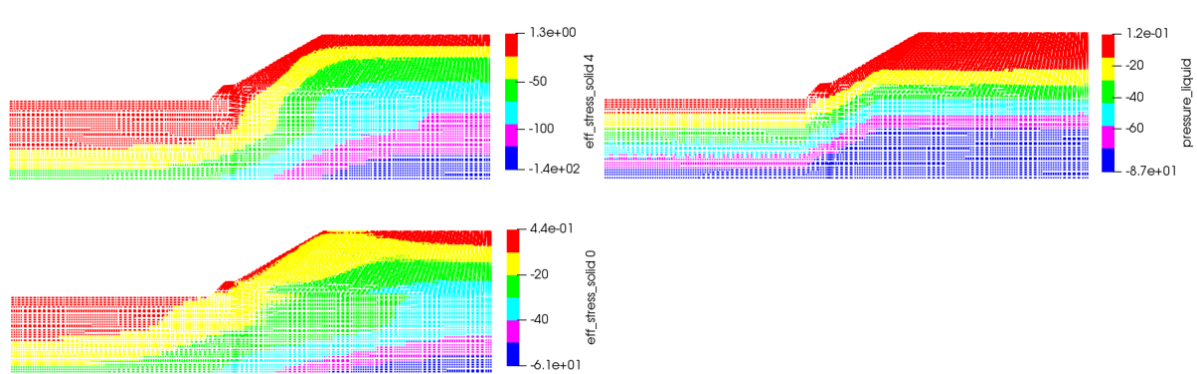 1.3e+00
-50
-100
-1.4e+02
eff_stress_solid 4
1.2e-01
-20
-40
-60
-8.7e+01
pressure_liquid
4.4e-01
-20
-40
-6.1e+01
eff_stress_solid 0